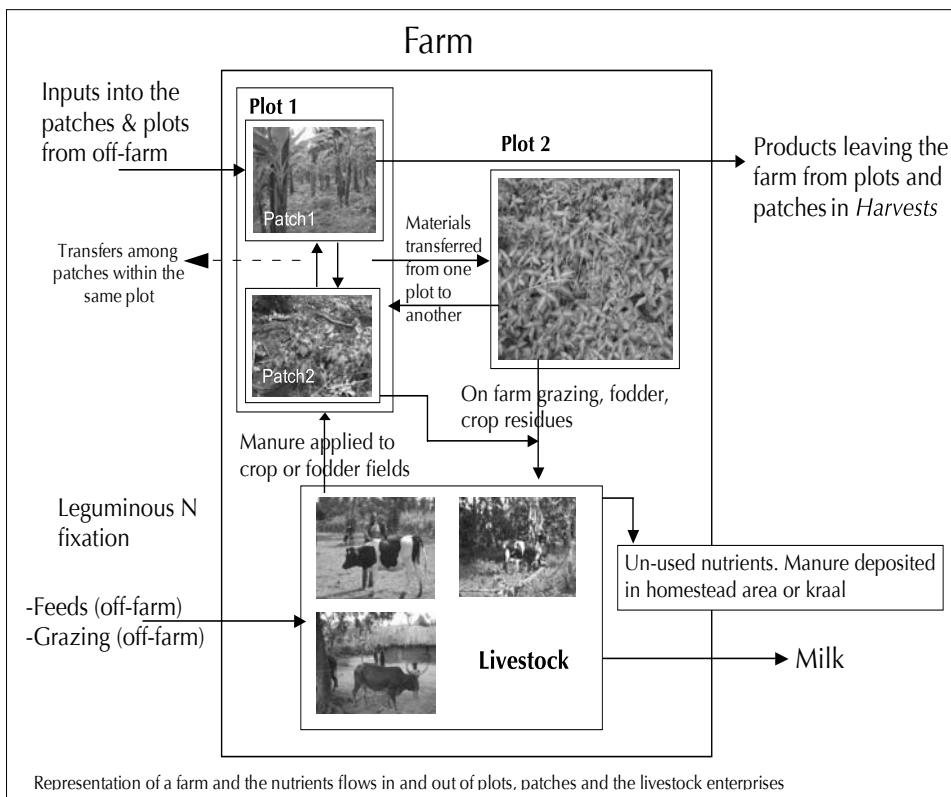 Farm
Inputs into the
patches & plots
from off-farm
Plot 1
Patch1
Plot 2
Products leaving the
farm from plots and
patches in Harvests
Transfers among
patches within the
same plot
Materials
transferred
from one
plot to
another
Patch2
On farm grazing, fodder,
crop residues
Manure applied to
crop or fodder fields
Leguminous N
fixation
Un-used nutrients. Manure deposited
in homestead area or kraal
-Feeds (off-farm)
-Grazing (off-farm)
Livestock
Milk
Representation of a farm and the nutrients flows in and out of plots, patches and the livestock enterprises